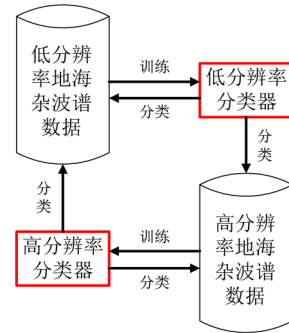 低分辨
率地海
杂波谱
数据
训练
分类
低分辨率
分类器
分
类
分
类
高分辨率
分类器
训练
分类
高分辨
率地海
杂波谱
数据